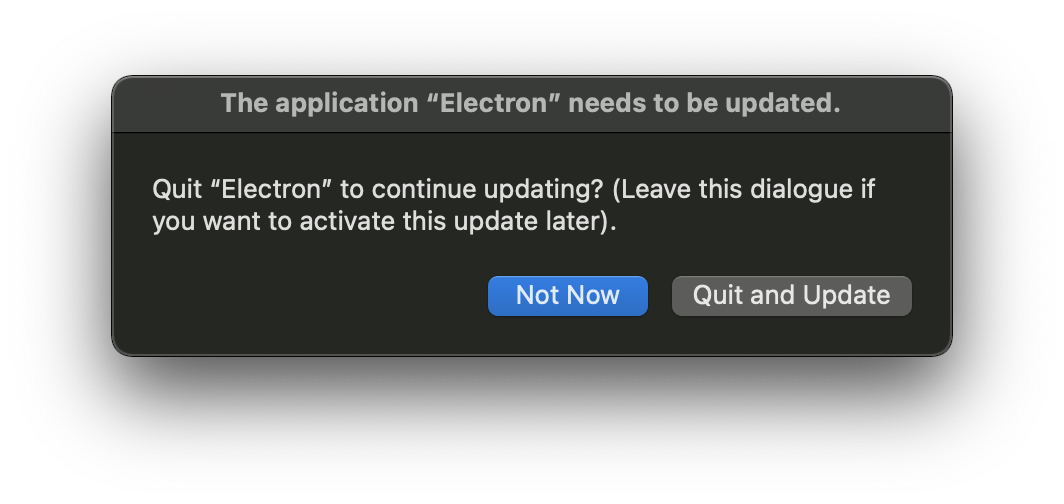 The application “Electron” needs to be updated.
Quit “Electron” to continue updating? (Leave this dialogue if
you want to activate this update later).
Not Now
Quit and Update